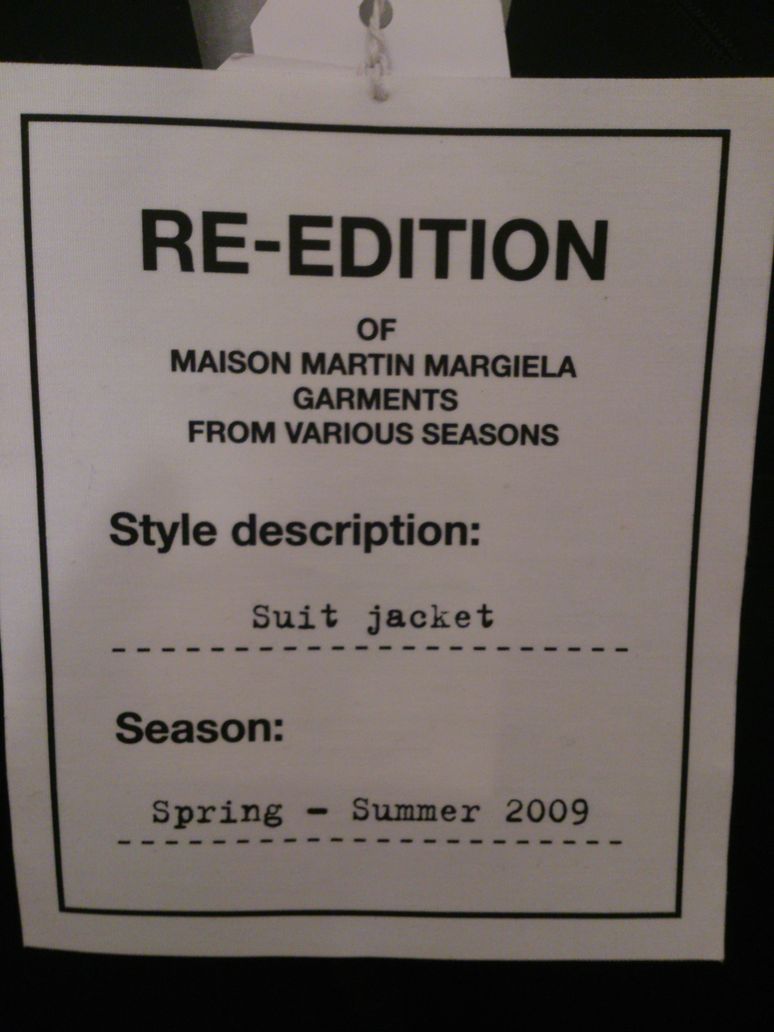 RE-EDITION
OF
MAISON MARTIN MARGIELA
GARMENTS
FROM VARIOUS SEASONS
Style description:
Suit jacket
Season:
Spring - Summer 2009